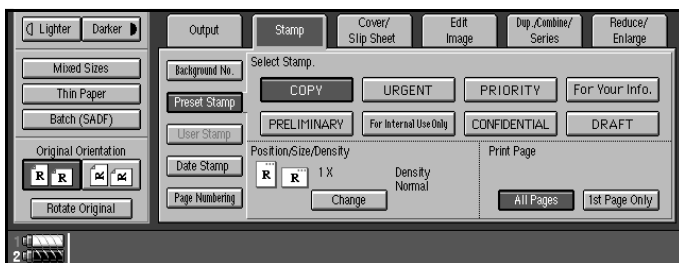 Lighter Darker
Output Stamp Cover/ Slip Sheet Edit Image Dup./Combine/ Series Reduce/ Enlarge
Mixed Sizes
Thin Paper
Batch (SADF)
Original Orientation
R R R R
Rotate Original
Background No.
Preset Stamp
User Stamp
Date Stamp
Page Numbering
Select Stamp.
COPY URGENT PRIORITY For Your Info.
PRELIMINARY For Internal Use Only CONFIDENTIAL DRAFT
Position/Size/Density
R R 1 X Density
Normal
Change
Print Page
All Pages 1st Page Only
1
2